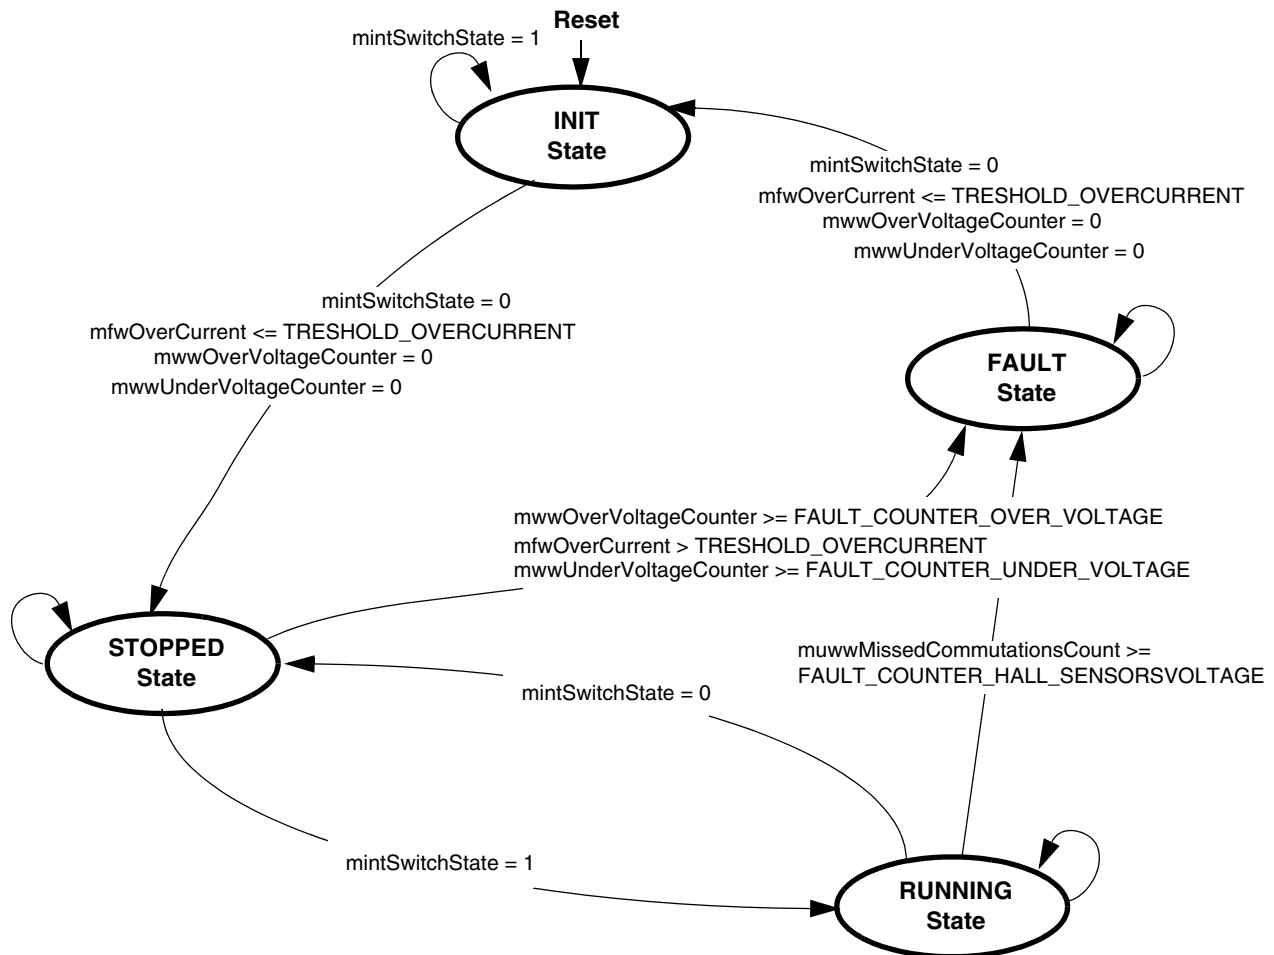 Reset
mintSwitchState = 1
INIT
State
mintSwitchState = 0
mfwOverCurrent <= TRESHOLD_OVERCURRENT
mwwOverVoltageCounter = 0
mwwUnderVoltageCounter = 0
mintSwitchState = 0
mfwOverCurrent <= TRESHOLD_OVERCURRENT
mwwOverVoltageCounter = 0
mwwUnderVoltageCounter = 0
FAULT
State
mwwOverVoltageCounter >= FAULT_COUNTER_OVER_VOLTAGE
mfwOverCurrent > TRESHOLD_OVERCURRENT
mwwUnderVoltageCounter >= FAULT_COUNTER_UNDER_VOLTAGE
STOPPED
State
muwwMissedCommutationsCount >=
FAULT_COUNTER_HALL_SENSORSVOLTAGE
mintSwitchState = 0
mintSwitchState = 1
RUNNING
State